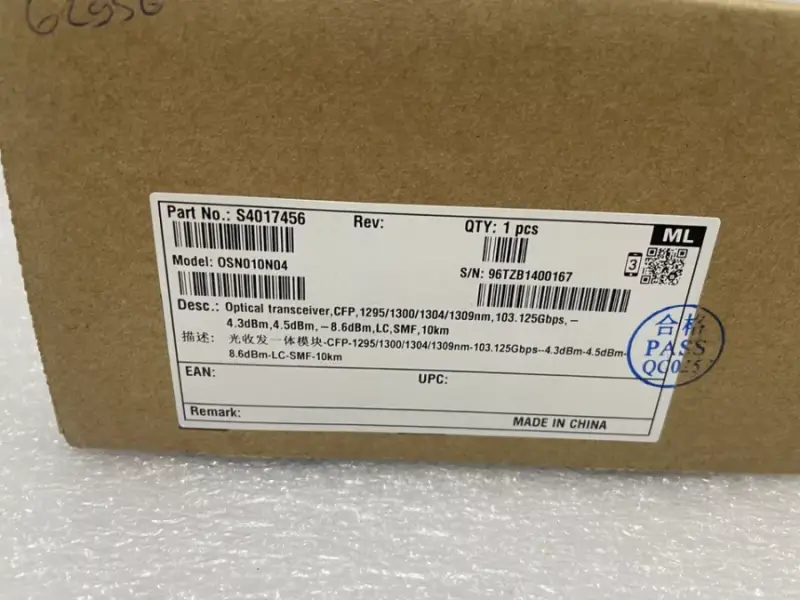 62956
Part No.: S4017456
Rev:
QTY: 1 pcs
ML
Model: OSN010N04
S/N: 96TZB1400167
3
Desc.: Optical transceiver,CFP,1295/1300/1304/1309nm,103.125Gbps,–
4.3dBm,4.5dBm,–8.6dBm,LC,SMF,10km
描述: 光收发一体模块-CFP-1295/1300/1304/1309nm-103.125Gbps--4.3dBm-4.5dBm-
8.6dBm-LC-SMF-10km
合格
PASS
EAN:
UPC:
Remark:
MADE IN CHINA